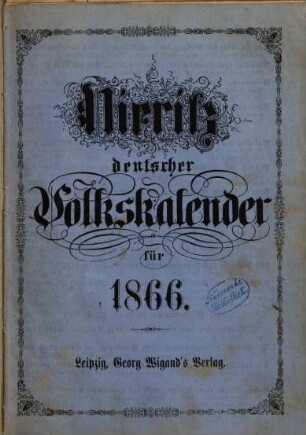 Nieritz
deutscher
Volkskalender
für
1866.
Leipzig, Georg Wigand's Verlag.